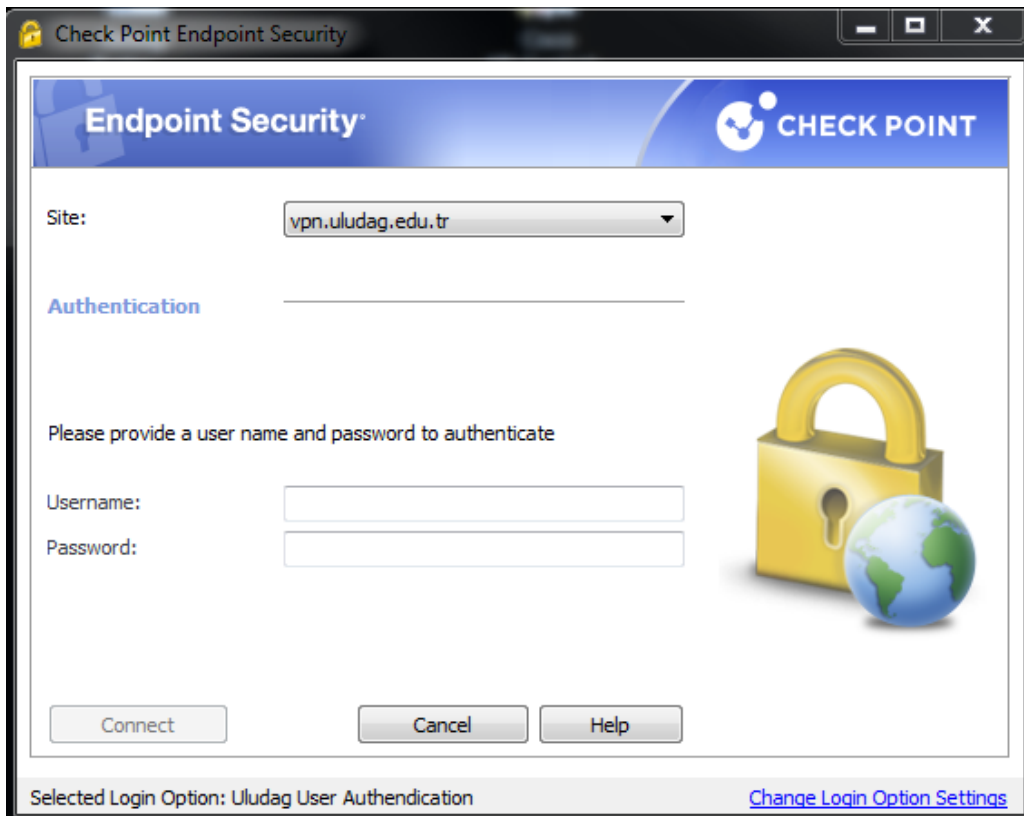 Check Point Endpoint Security
Endpoint Security
CHECK POINT
Site:
vpn.uludag.edu.tr
Authentication
Please provide a user name and password to authenticate
Username:
Password:
Connect
Cancel
Help
Selected Login Option: Uludag User Authendication
Change Login Option Settings